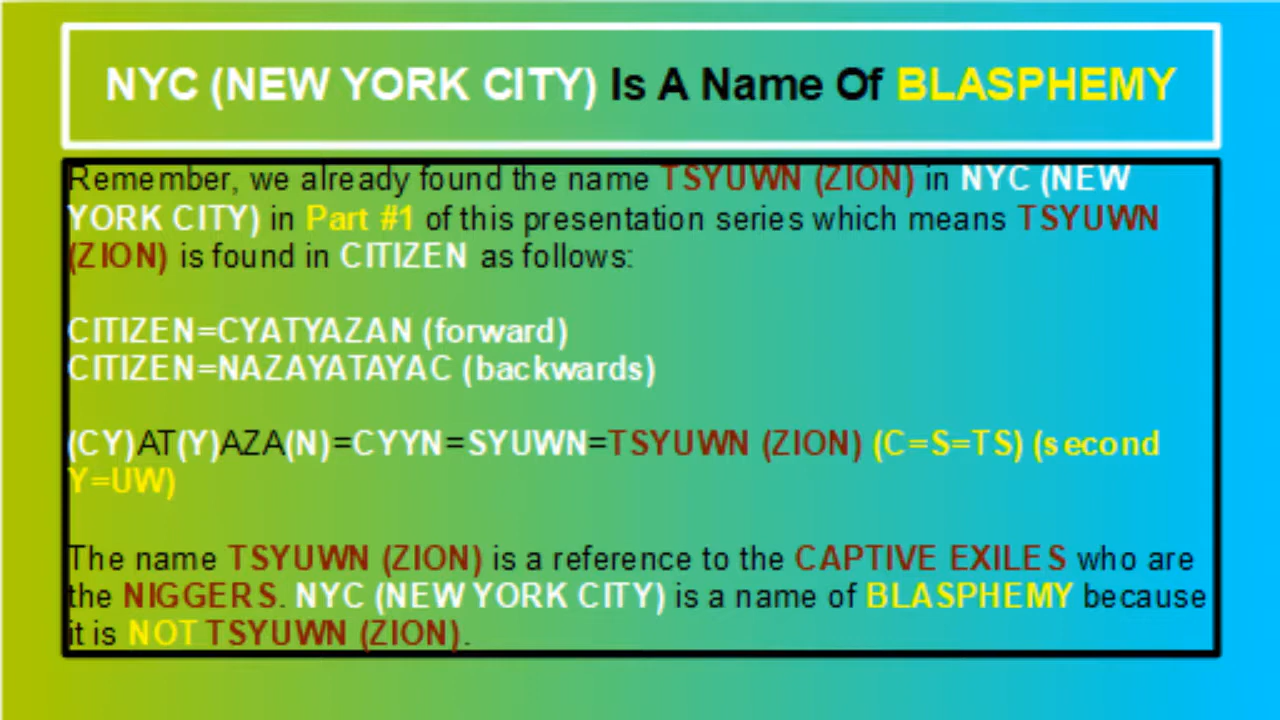 NYC (NEW YORK CITY) Is A Name Of BLASPHEMY
Remember, we already found the name TSYUWN (ZION) in NYC (NEW
YORK CITY) in Part #1 of this presentation series which means TSYUWN
(ZION) is found in CITIZEN as follows:
CITIZEN=CYATYAZAN (forward)
CITIZEN=NAZAYATAYAC (backwards)
(CY)AT(Y)AZA(N)=CYYN=SYUWN=TSYUWN (ZION) (C=S=TS) (second
Y=UW)
The name TSYUWN (ZION) is a reference to the CAPTIVE EXILES who are
the NIGGERS. NYC (NEW YORK CITY) is a name of BLASPHEMY because
it is NOT TSYUWN (ZION).